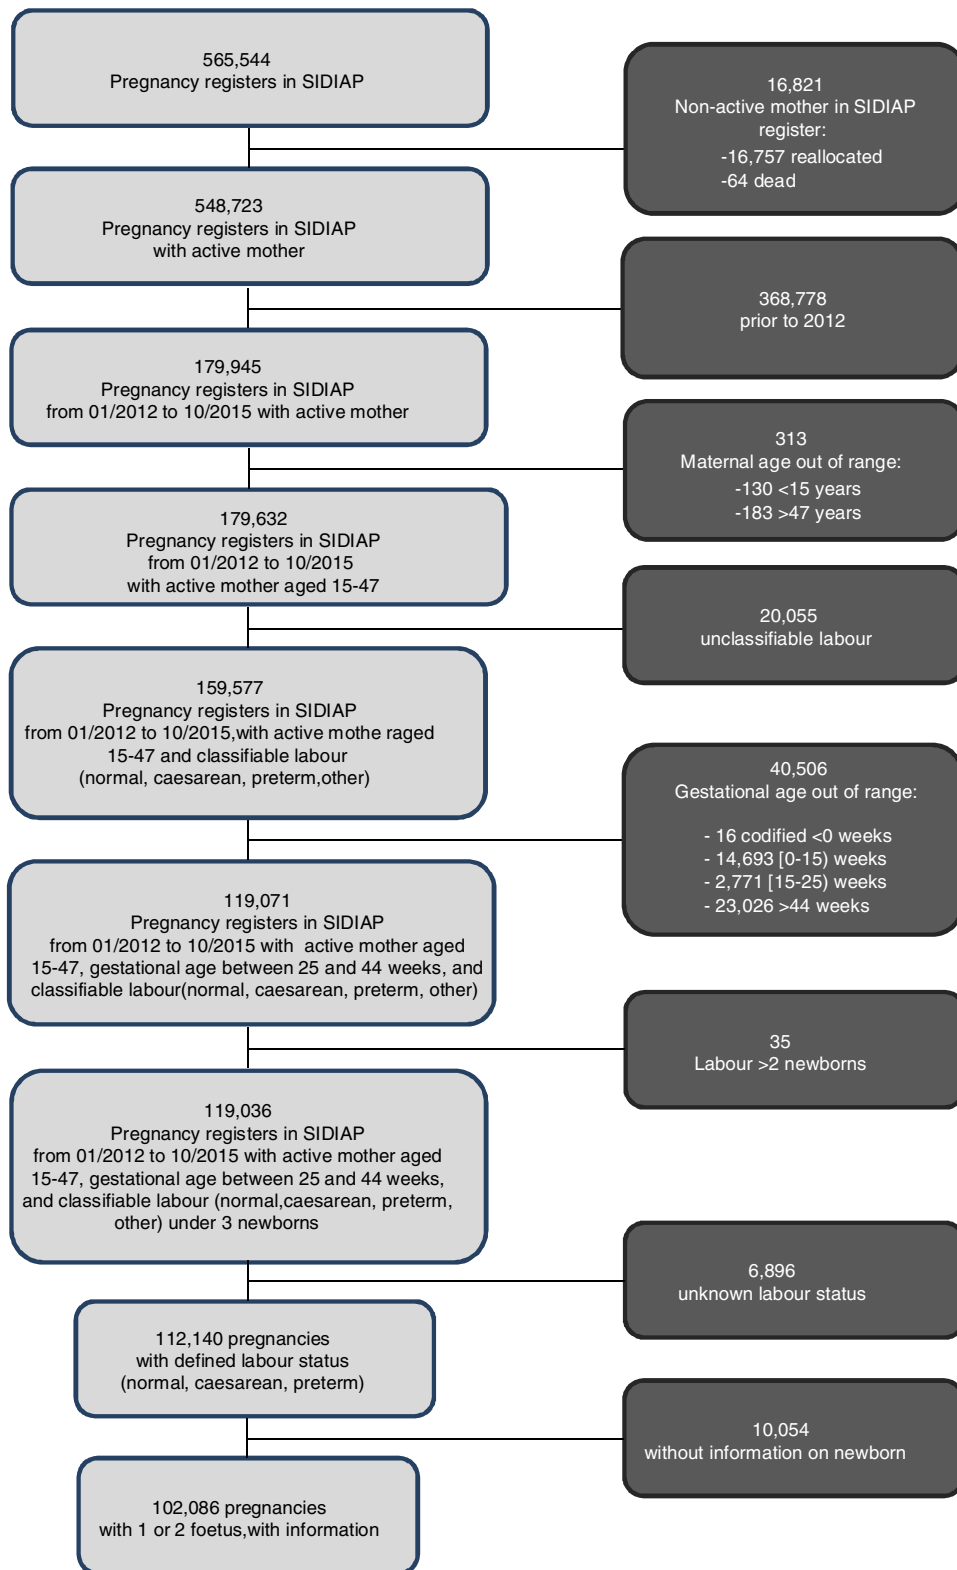 565,544
Pregnancy registers in SIDIAP
16,821
Non-active mother in SIDIAP
register:
-16,757 reallocated
-64 dead
548,723
Pregnancy registers in SIDIAP
with active mother
368,778
prior to 2012
179,945
Pregnancy registers in SIDIAP
from 01/2012 to 10/2015 with active mother
313
Maternal age out of range:
-130 <15 years
-183 >47 years
179,632
Pregnancy registers in SIDIAP
from 01/2012 to 10/2015
with active mother aged 15-47
20,055
unclassifiable labour
159,577
Pregnancy registers in SIDIAP
from 01/2012 to 10/2015,with active mothe raged
15-47 and classifiable labour
(normal, caesarean, preterm,other)
40,506
Gestational age out of range:
- 16 codified <0 weeks
- 14,693 [0-15) weeks
- 2,771 [15-25) weeks
- 23,026 >44 weeks
119,071
Pregnancy registers in SIDIAP
from 01/2012 to 10/2015 with active mother aged
15-47, gestational age between 25 and 44 weeks, and
classifiable labour(normal, caesarean, preterm, other)
35
Labour >2 newborns
119,036
Pregnancy registers in SIDIAP
from 01/2012 to 10/2015 with active mother aged
15-47, gestational age between 25 and 44 weeks,
and classifiable labour (normal,caesarean, preterm,
other) under 3 newborns
6,896
unknown labour status
112,140 pregnancies
with defined labour status
(normal, caesarean, preterm)
10,054
without information on newborn
102,086 pregnancies
with 1 or 2 foetus,with information